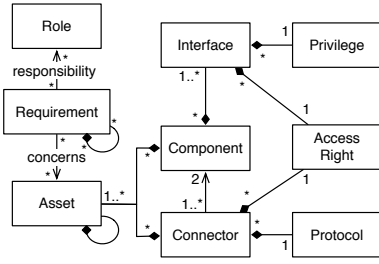 Role
Interface
1
*
Privilege
*
responsibility
*
1..*
*
Requirement
*
*
*
*
1
concerns
*
*
Component
Access
Right
2
1
Asset
1..*
1..*
*
*
*
*
Connector
*
1
Protocol